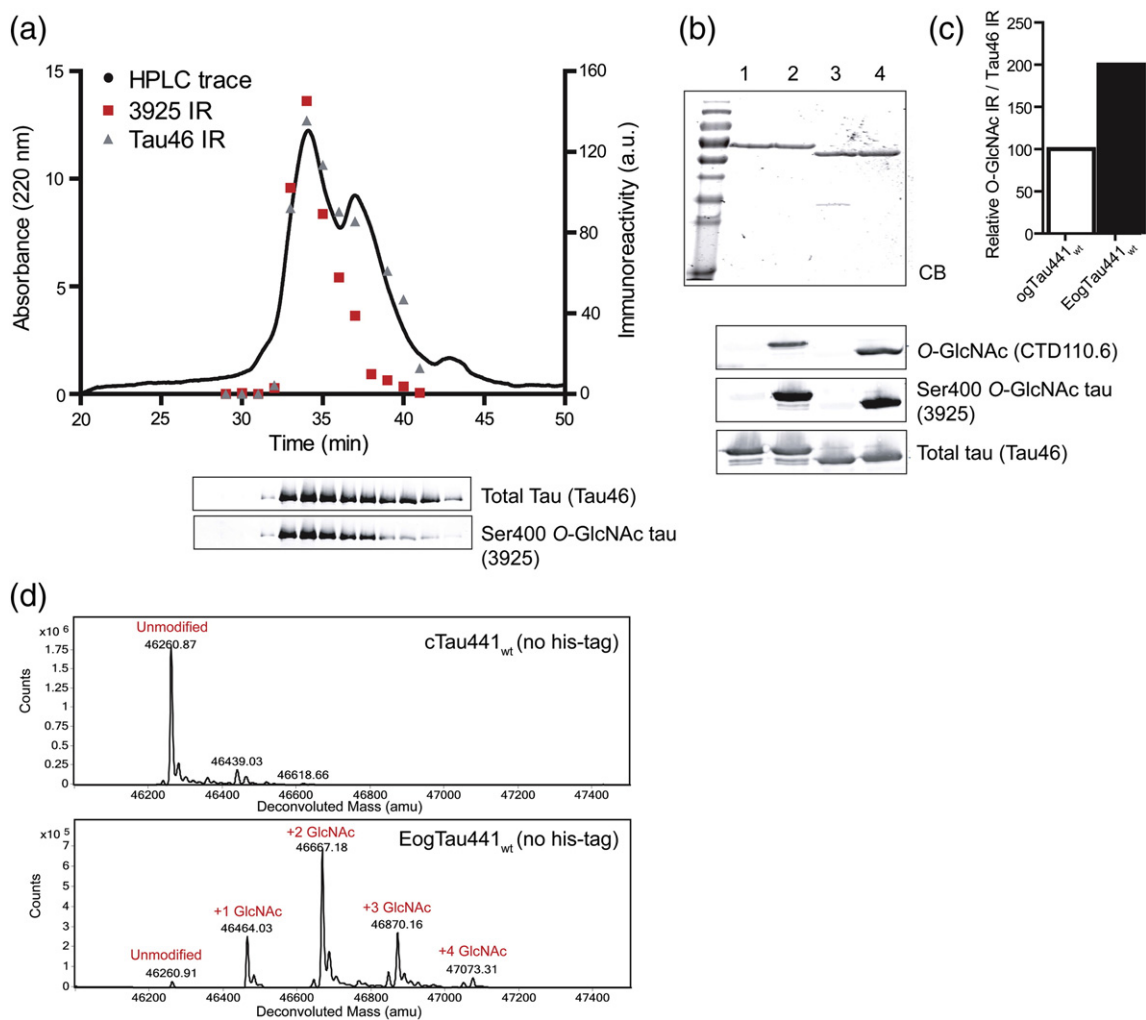 (a)
HPLC trace
3925 IR
Tau46 IR
Absorbance (220 nm)
15
10
5
0
Immunoreactivity (a.u.)
160
120
80
40
0
20 25 30 35 40 45 50
Time (min)
Total Tau (Tau46)
Ser400 O-GlcNAc tau
(3925)
(b)
1 2 3 4
CB
O-GlcNAc (CTD110.6)
Ser400 O-GlcNAc tau
(3925)
Total tau (Tau46)
(c)
Relative O-GlcNAc IR / Tau46 IR
250
200
150
100
50
0
ogTau441wt
EogTau441wt
(d)
cTau441wt (no his-tag)
x10 6
Counts
1.75
1.5
1.25
1
0.75
0.5
0.25
0
Unmodified
46260.87
46439.03
46618.66
46200 46400 46600 46800 47000 47200 47400
Deconvoluted Mass (amu)
EogTau441wt (no his-tag)
x10 5
Counts
7
6
5
4
3
2
1
0
Unmodified
46260.91
+1 GlcNAc
46464.03
+2 GlcNAc
46667.18
+3 GlcNAc
46870.16
+4 GlcNAc
47073.31
46200 46400 46600 46800 47000 47200 47400
Deconvoluted Mass (amu)